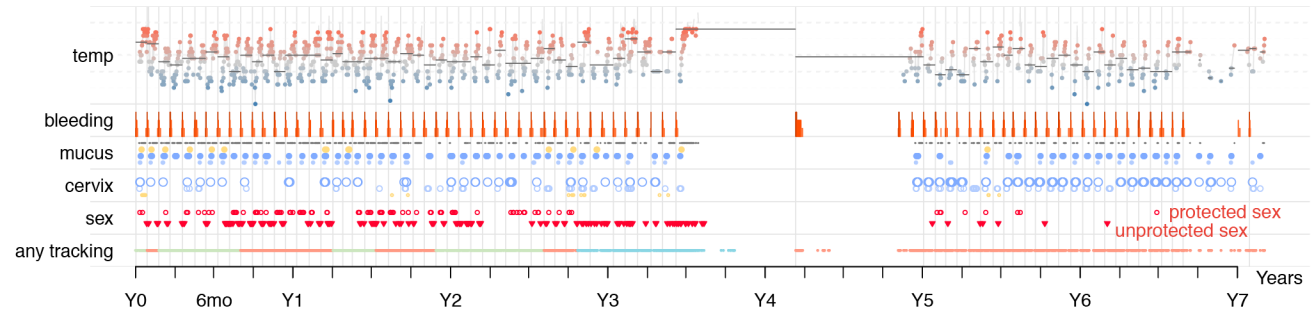 temp
bleeding
mucus
cervix
sex
protected sex
unprotected sex
any tracking
Years
Y0 6mo Y1 Y2 Y3 Y4 Y5 Y6 Y7